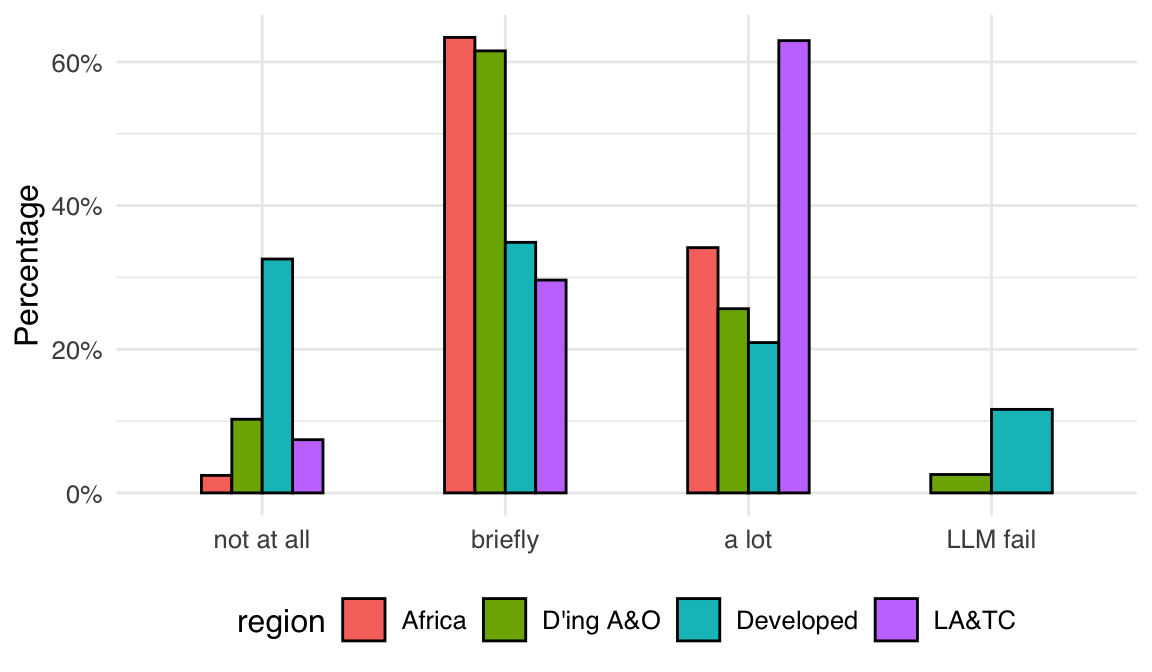 Percentage
60%
40%
20%
0%
not at all
briefly
a lot
LLM fail
region
Africa
D'ing A&O
Developed
LA&TC